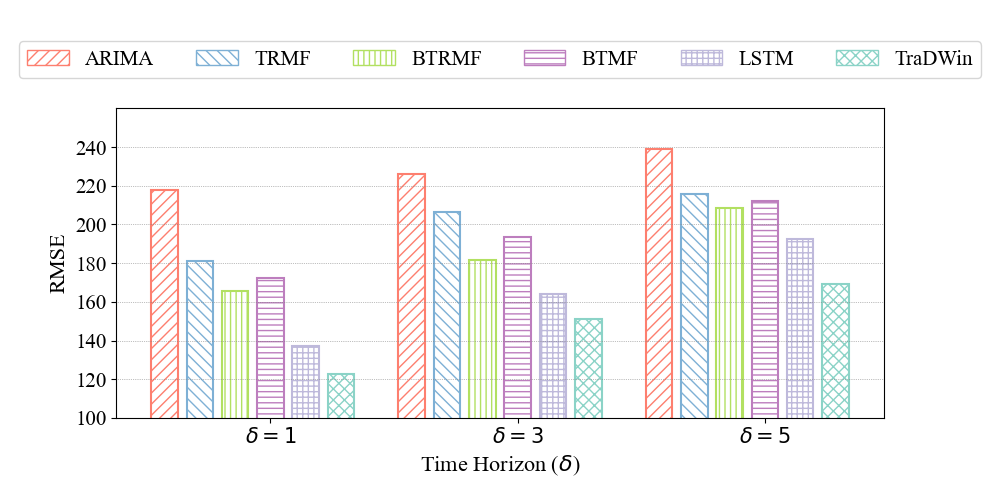 ARIMA TRMF BTRMF BTMF LSTM TraDWin
240
220
200
180
160
140
120
100
RMSE
δ = 1 δ = 3 δ = 5
Time Horizon (δ)